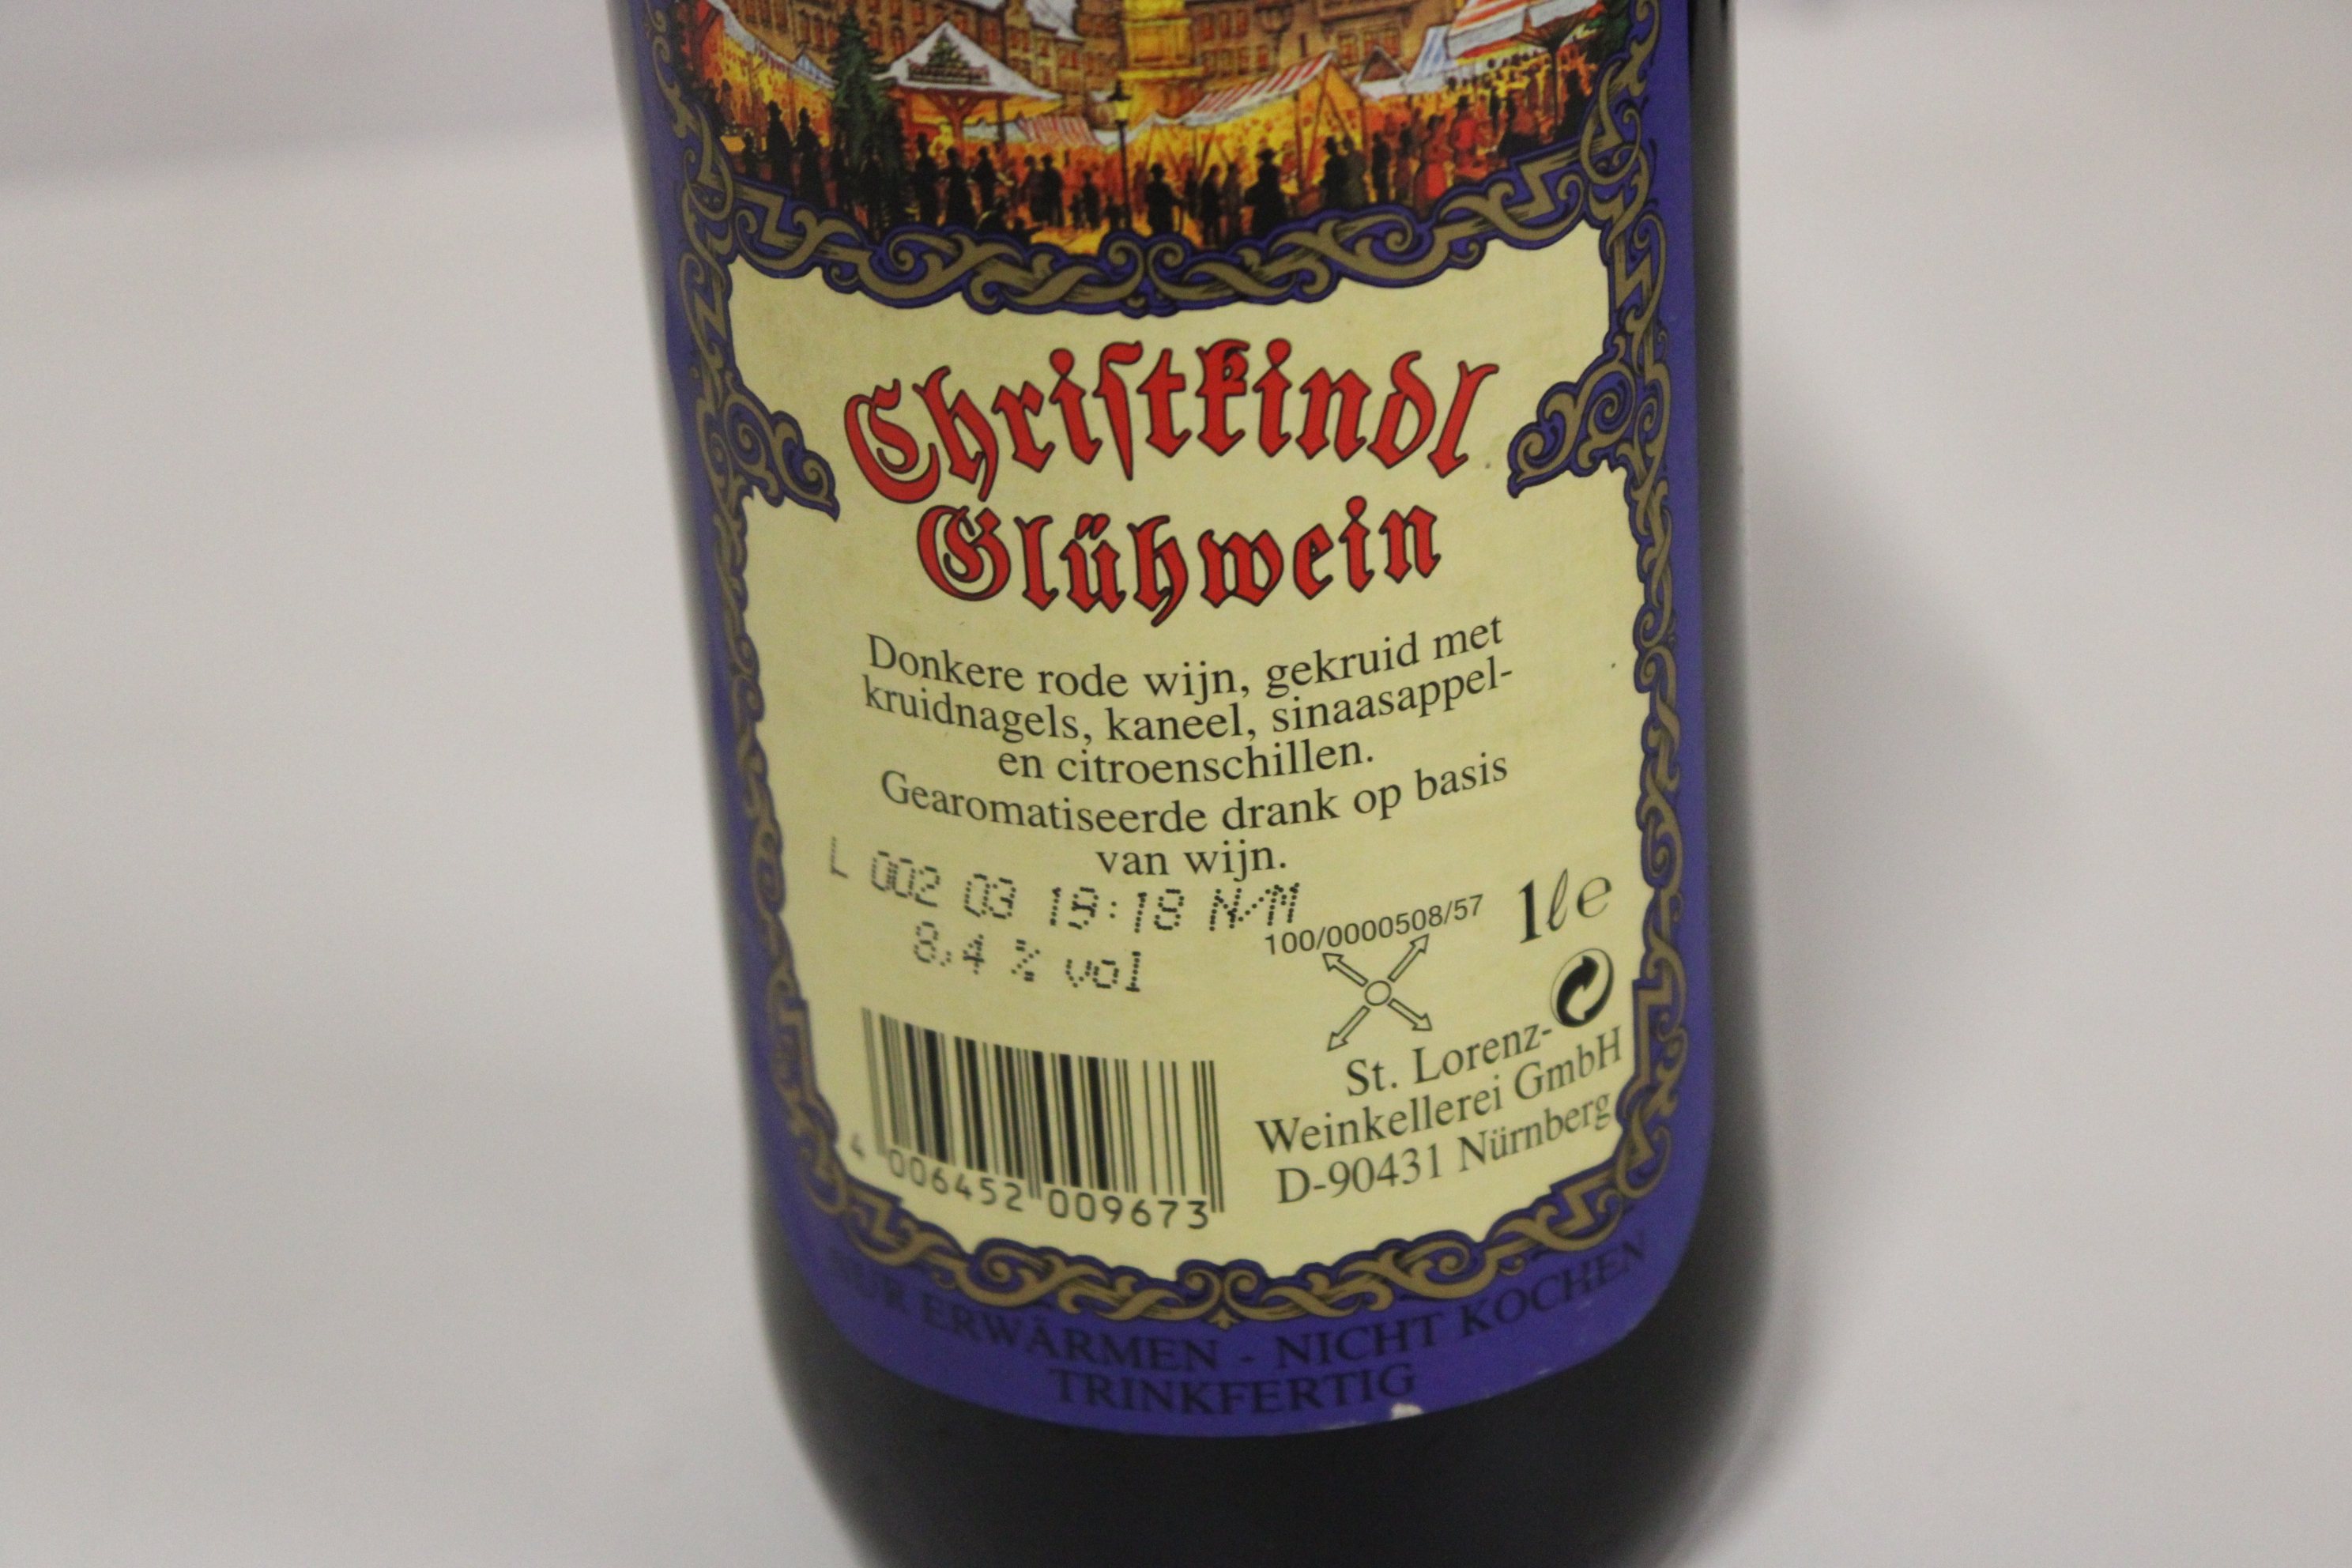 Christkindl
Glühwein
Donkere rode wijn, gekruid met
kruidnagels, kaneel, sinaasappel-
en citroenschillen.
Gearomatiseerde drank op basis
van wijn.
L 002 03 19:18 N/M
8,4 % vol
100/0000508/57
1 ℓ e
St. Lorenz-
Weinkellerei GmbH
D-90431 Nürnberg
4 006452 009673
NUR ERWÄRMEN - NICHT KOCHEN
TRINKFERTIG